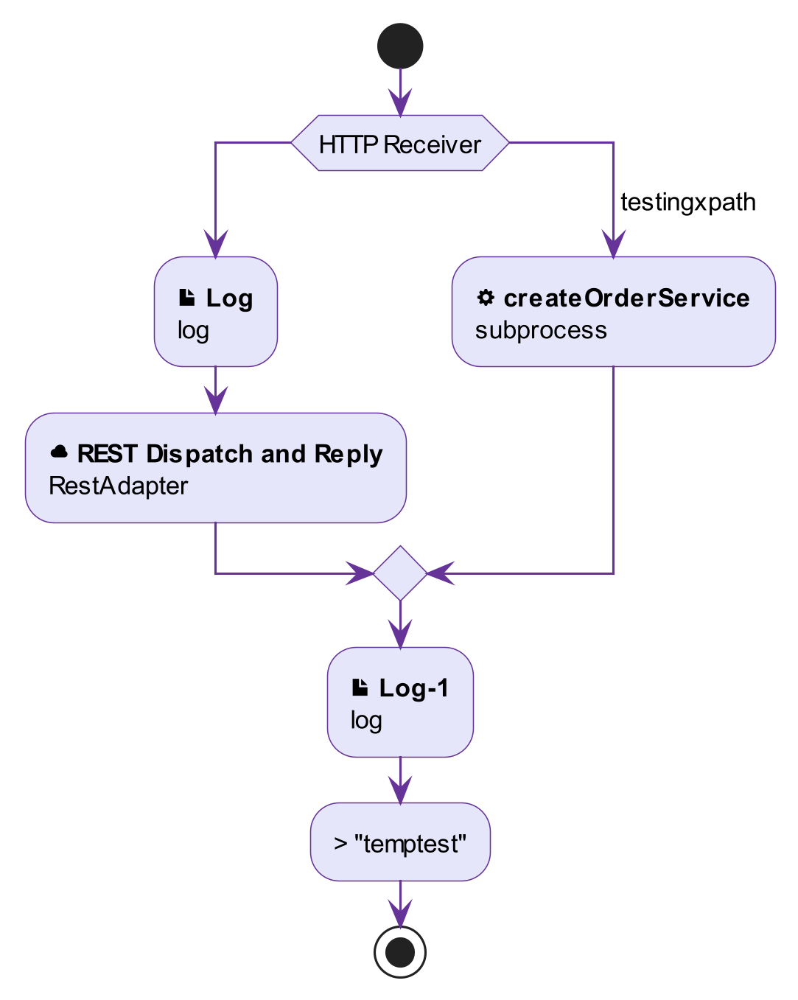 HTTP Receiver
testingxpath
Log
log
createOrderService
subprocess
REST Dispatch and Reply
RestAdapter
Log-1
log
> "temptest"